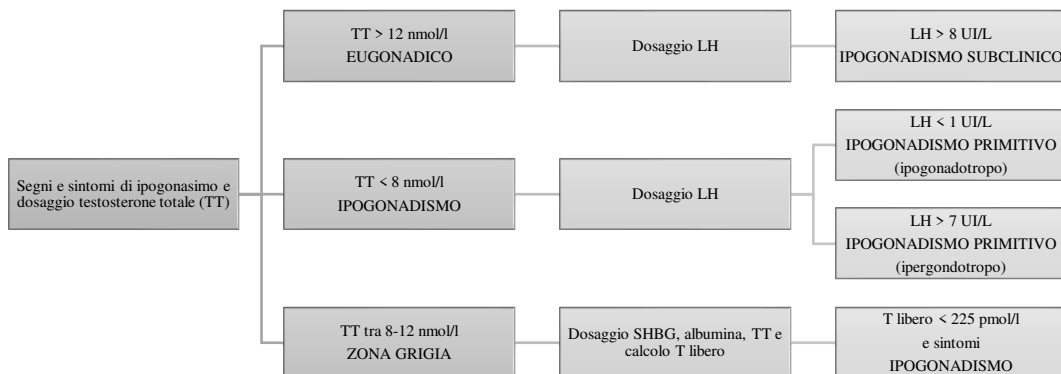 Segni e sintomi di ipogonasimo e
dosaggio testosterone totale (TT)
TT > 12 nmol/l
EUGONADICO
Dosaggio LH
LH > 8 UI/L
IPOGONADISMO SUBCLINICO
TT < 8 nmol/l
IPOGONADISMO
Dosaggio LH
LH < 1 UI/L
IPOGONADISMO PRIMITIVO
(ipogonadotropo)
LH > 7 UI/L
IPOGONADISMO PRIMITIVO
(ipergondotropo)
TT tra 8-12 nmol/l
ZONA GRIGIA
Dosaggio SHBG, albumina, TT e
calcolo T libero
T libero < 225 pmol/l
e sintomi
IPOGONADISMO